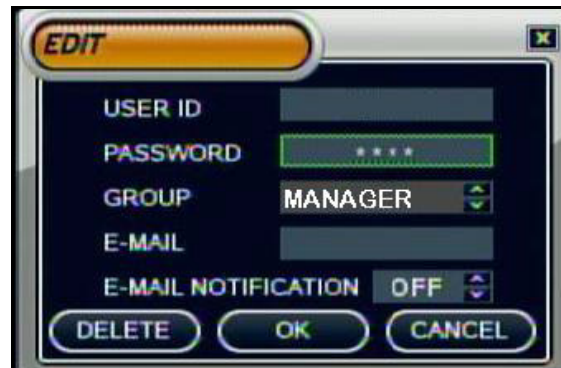 EDIT
X
USER ID
PASSWORD ****
GROUP MANAGER
E-MAIL
E-MAIL NOTIFICATION OFF
DELETE OK CANCEL